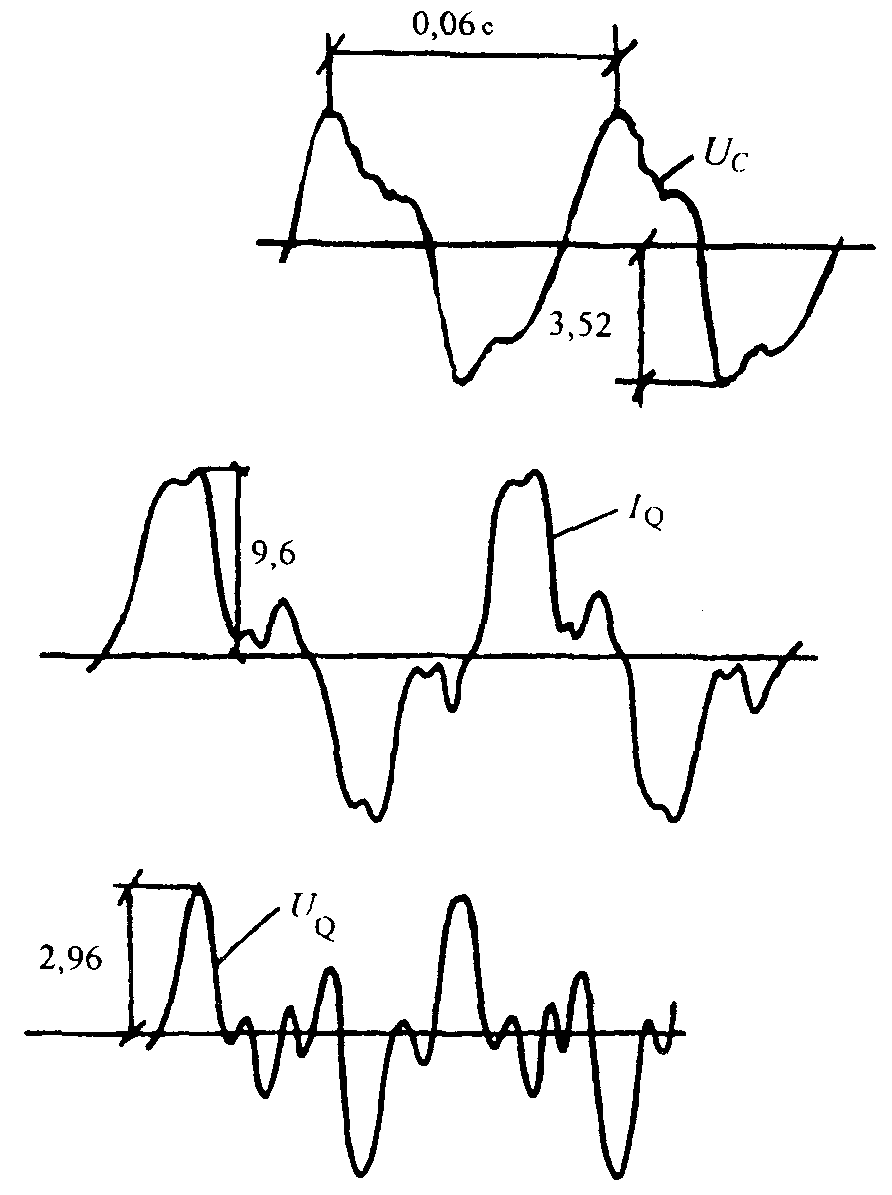 0,06 с
U_C
3,52
I_Q
9,6
U_Q
2,96